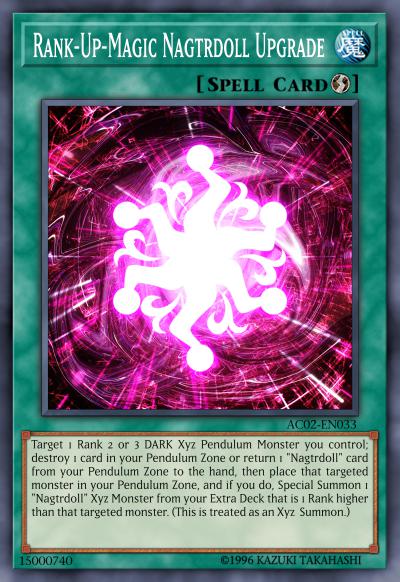 Rank-Up-Magic Nagtrdoll Upgrade
SPELL
魔
[Spell Card]
AC02-EN033
Target 1 Rank 2 or 3 DARK Xyz Pendulum Monster you control;
destroy 1 card in your Pendulum Zone or return 1 "Nagtrdoll" card
from your Pendulum Zone to the hand, then place that targeted
monster in your Pendulum Zone, and if you do, Special Summon 1
"Nagtrdoll" Xyz Monster from your Extra Deck that is 1 Rank higher
than that targeted monster. (This is treated as an Xyz Summon.)
15000740
©1996 KAZUKI TAKAHASHI